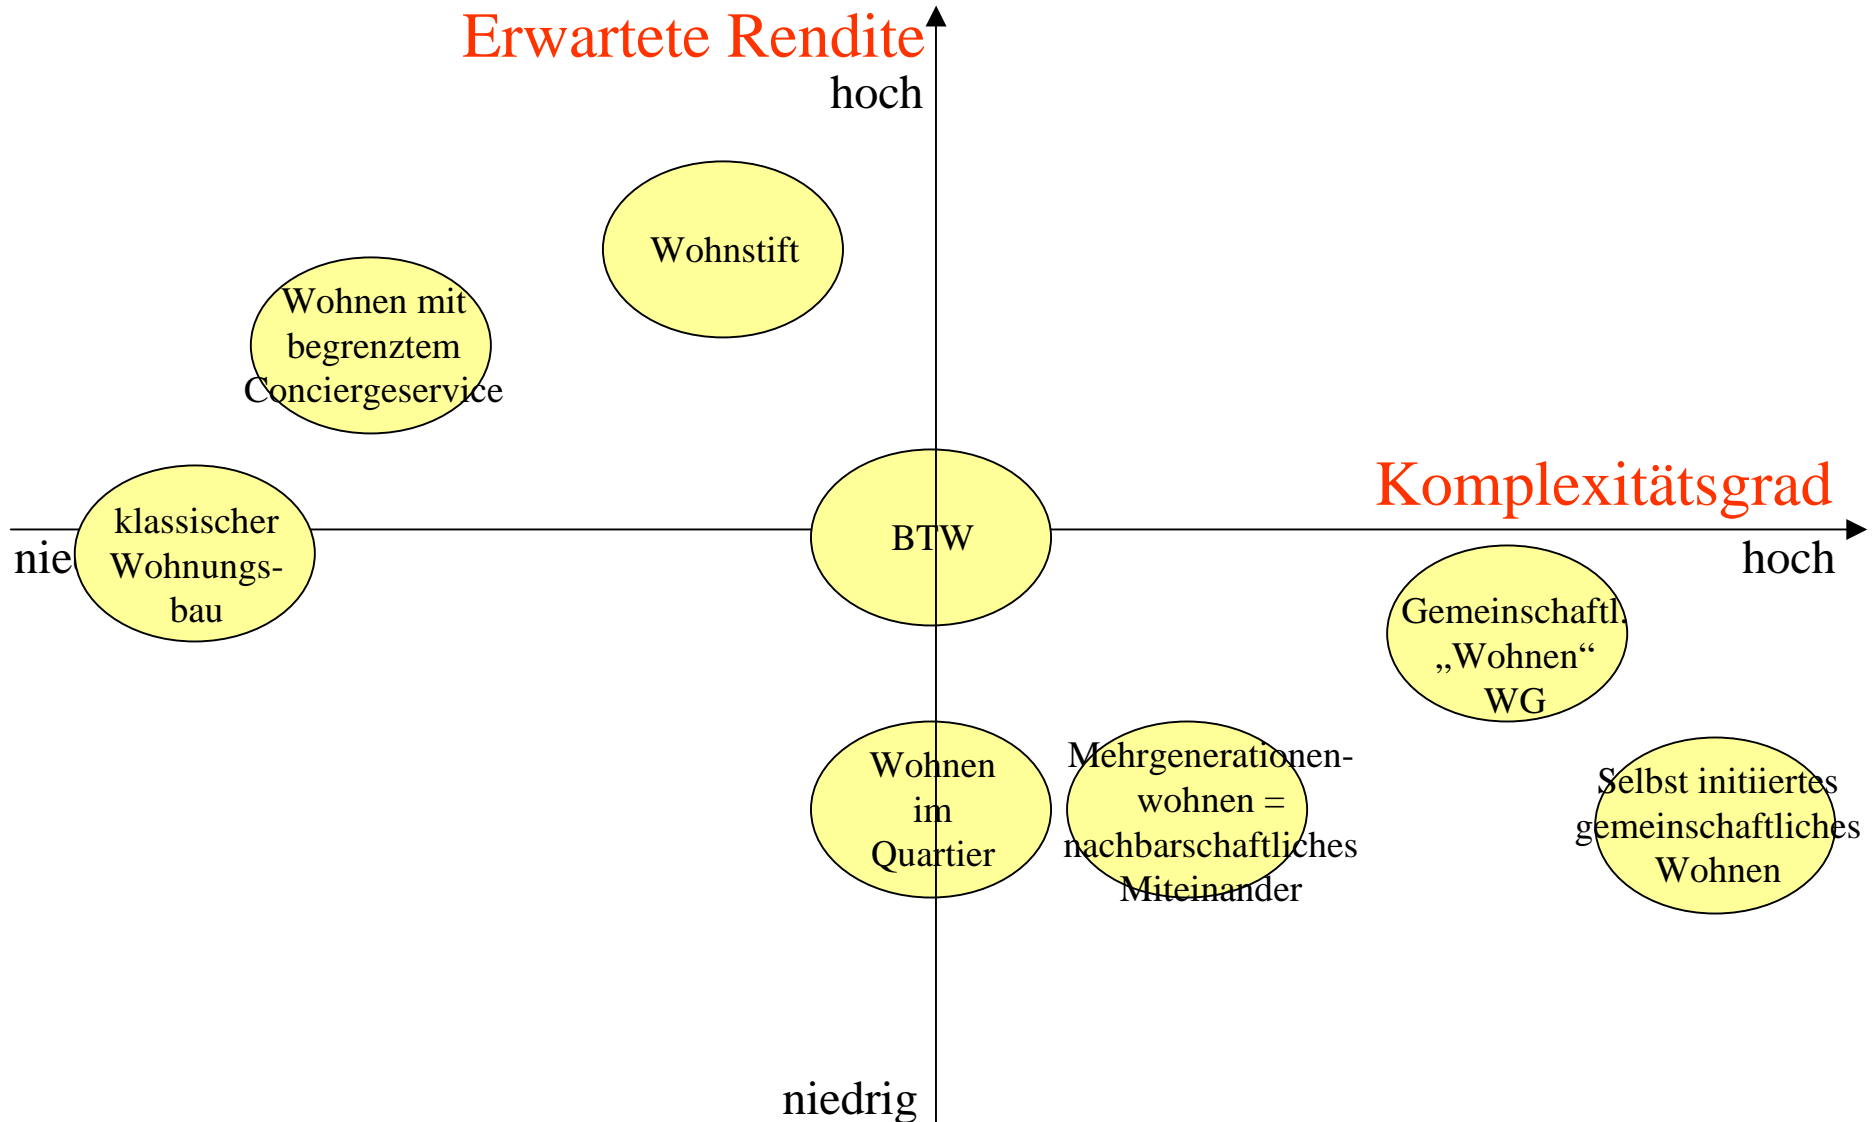 Erwartete Rendite
hoch
Wohnstift
Wohnen mit
begrenztem
Conciergeservice
Komplexitätsgrad
klassischer
Wohnungs-
bau
BTW
nie
hoch
Gemeinschaftl.
„Wohnen“
WG
Wohnen
im
Quartier
Mehrgenerationen-
wohnen =
nachbarschaftliches
Miteinander
Selbst initiiertes
gemeinschaftliches
Wohnen
niedrig